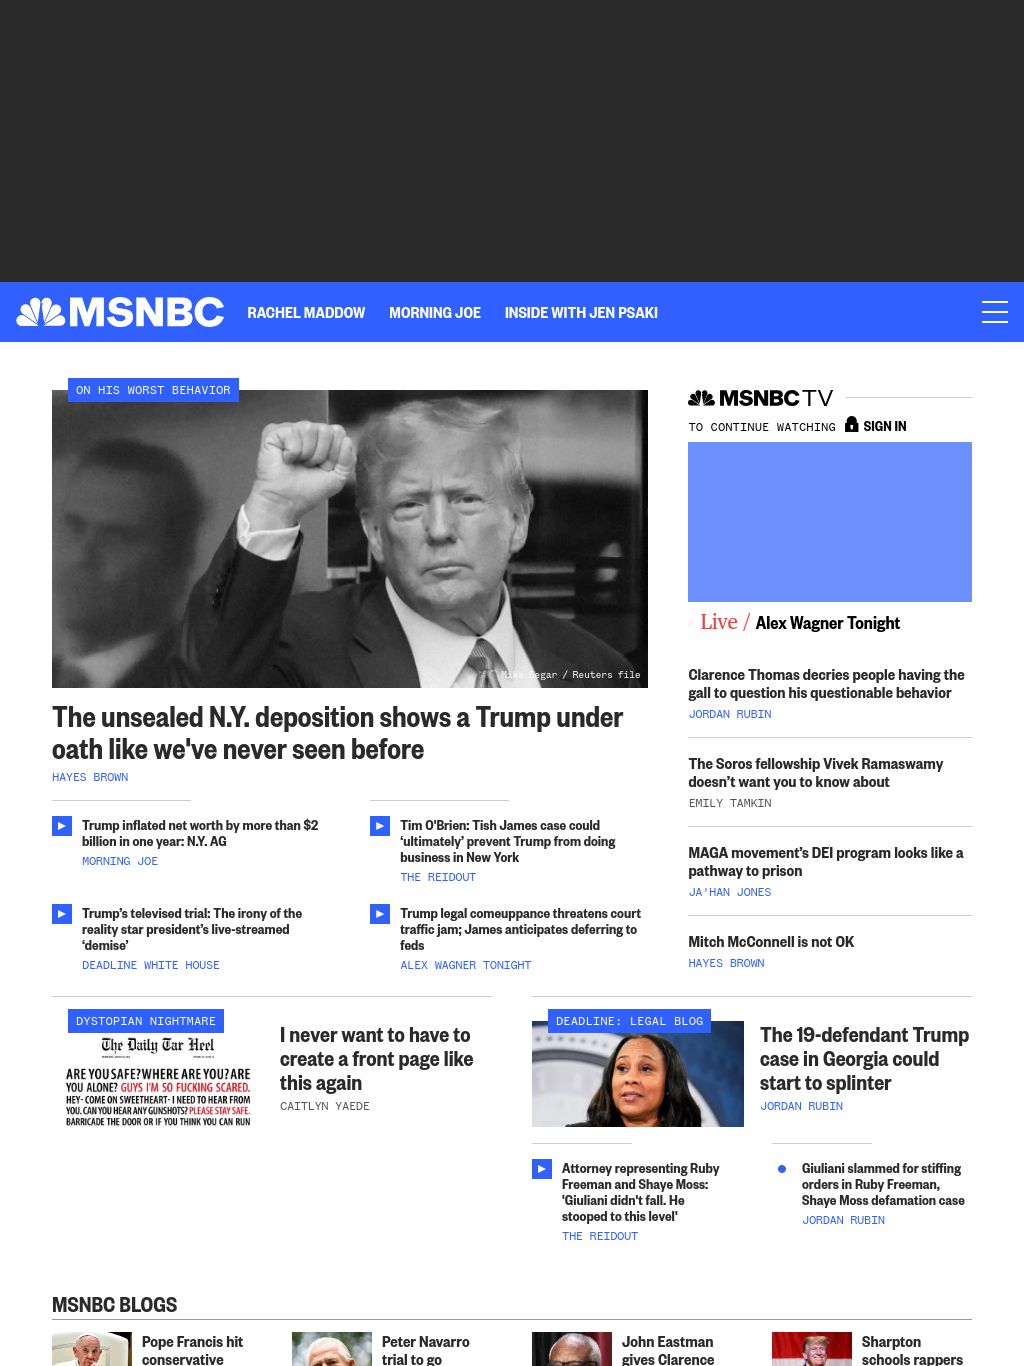 MSNBC
RACHEL MADDOW
MORNING JOE
INSIDE WITH JEN PSAKI
ON HIS WORST BEHAVIOR
Mike Segar / Reuters file
The unsealed N.Y. deposition shows a Trump under
oath like we've never seen before
HAYES BROWN
Trump inflated net worth by more than $2
billion in one year: N.Y. AG
MORNING JOE
Tim O'Brien: Tish James case could
‘ultimately’ prevent Trump from doing
business in New York
THE REIDOUT
Trump’s televised trial: The irony of the
reality star president’s live-streamed
‘demise’
DEADLINE WHITE HOUSE
Trump legal comeuppance threatens court
traffic jam; James anticipates deferring to
feds
ALEX WAGNER TONIGHT
MSNBC TV
TO CONTINUE WATCHING SIGN IN
Live / Alex Wagner Tonight
Clarence Thomas decries people having the
gall to question his questionable behavior
JORDAN RUBIN
The Soros fellowship Vivek Ramaswamy
doesn’t want you to know about
EMILY TAMKIN
MAGA movement’s DEI program looks like a
pathway to prison
JA'HAN JONES
Mitch McConnell is not OK
HAYES BROWN
DYSTOPIAN NIGHTMARE
The Daily Tar Heel
ARE YOU SAFE? WHERE ARE YOU? ARE
YOU ALONE? GUYS I'M SO FUCKING SCARED.
HEY- COME ON SWEETHEART- I NEED TO HEAR FROM
YOU. CAN YOU HEAR ANY GUNSHOTS? PLEASE STAY SAFE.
BARRICADE THE DOOR OR IF YOU THINK YOU CAN RUN
I never want to have to
create a front page like
this again
CAITLYN YAEDE
DEADLINE: LEGAL BLOG
The 19-defendant Trump
case in Georgia could
start to splinter
JORDAN RUBIN
Attorney representing Ruby
Freeman and Shaye Moss:
'Giuliani didn't fall. He
stooped to this level'
THE REIDOUT
Giuliani slammed for stiffing
orders in Ruby Freeman,
Shaye Moss defamation case
JORDAN RUBIN
MSNBC BLOGS
Pope Francis hit
conservative
Peter Navarro
trial to go
John Eastman
gives Clarence
Sharpton
schools rappers